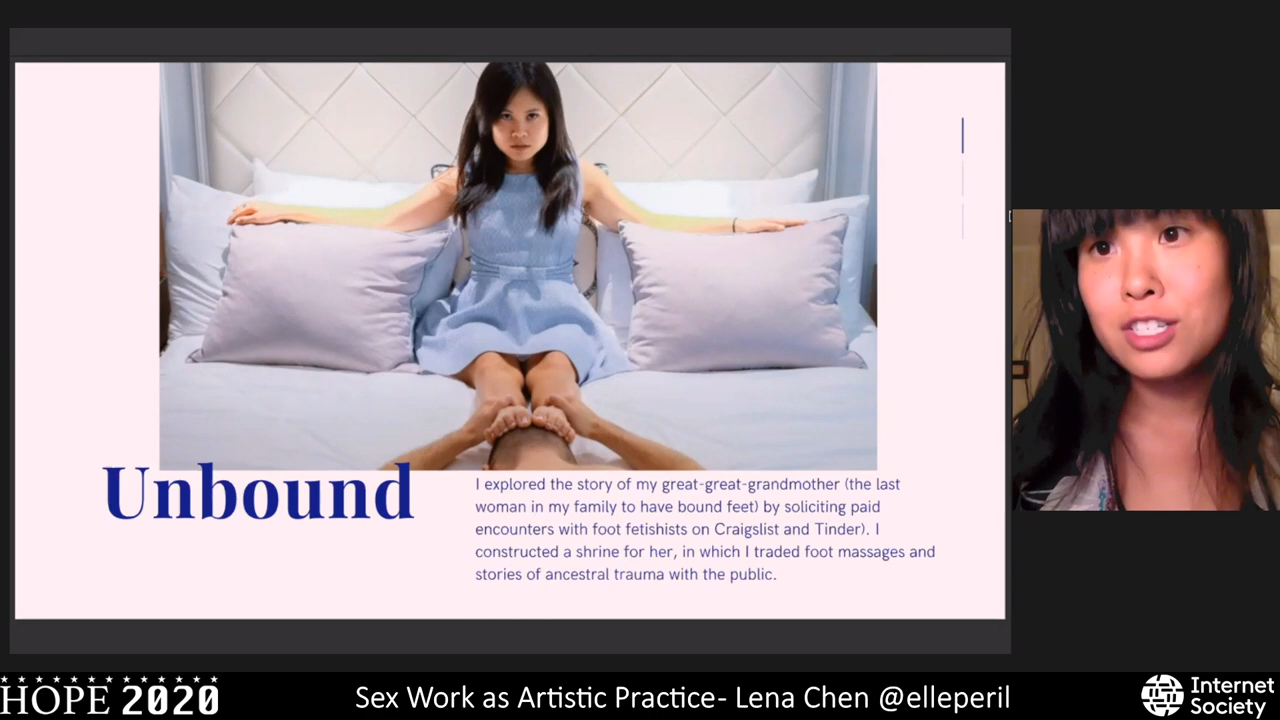 Unbound
I explored the story of my great-great-grandmother (the last
woman in my family to have bound feet) by soliciting paid
encounters with foot fetishists on Craigslist and Tinder). I
constructed a shrine for her, in which I traded foot massages and
stories of ancestral trauma with the public.
HOPE 2020
Sex Work as Artistic Practice- Lena Chen @elleperil
Internet
Society